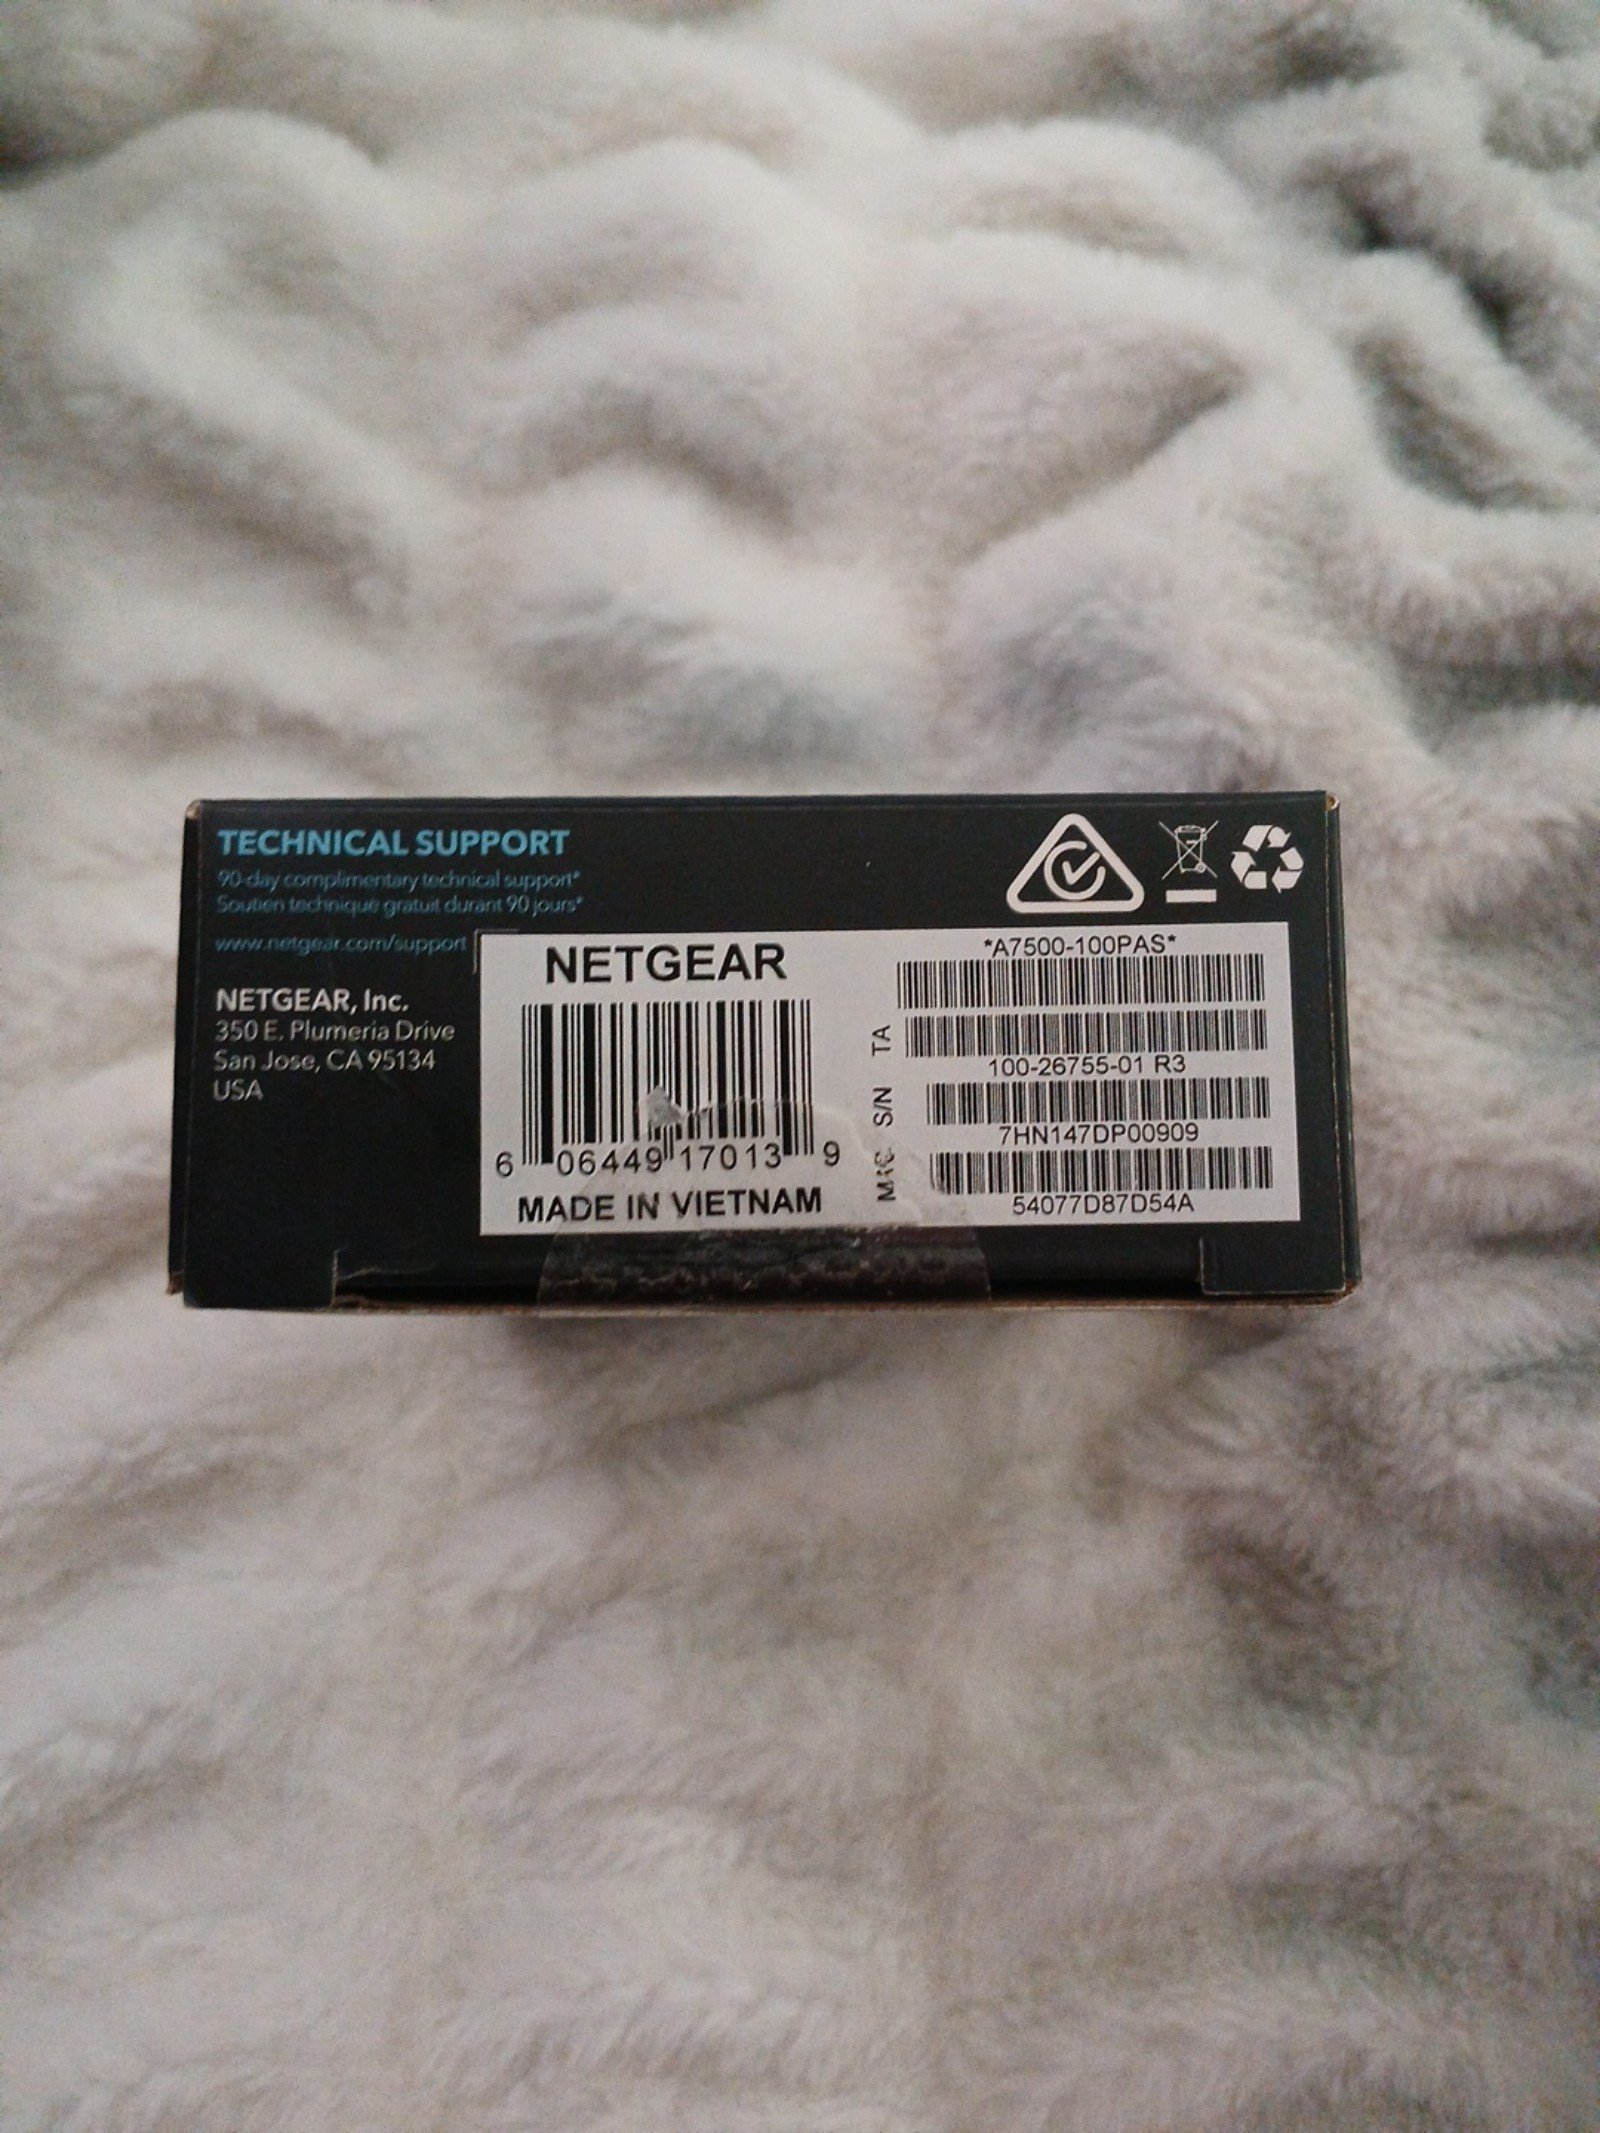 TECHNICAL SUPPORT
90-day complimentary technical support*
Soutien technique gratuit durant 90 jours*
www.netgear.com/support
NETGEAR, Inc.
350 E. Plumeria Drive
San Jose, CA 95134
USA
NETGEAR
6 06449 17013 9
MADE IN VIETNAM
*A7500-100PAS*
TA
100-26755-01 R3
S/N
7HN147DP00909
MAC
54077D87D54A